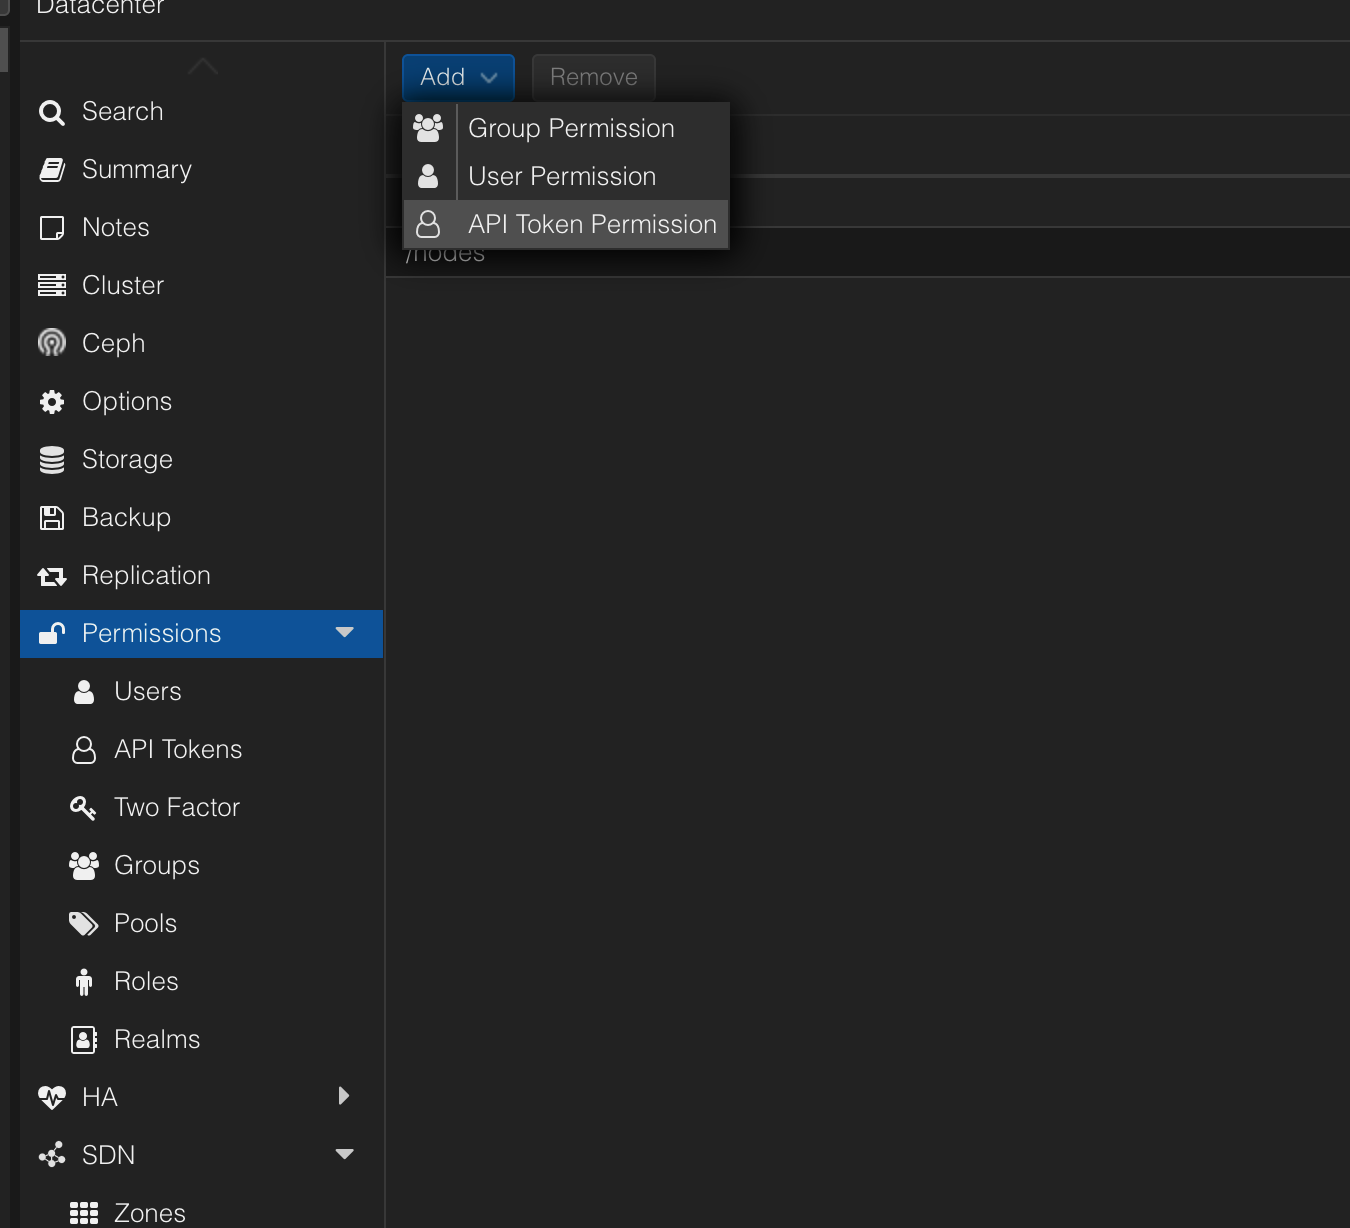 Datacenter
Search
Summary
Notes
Cluster
Ceph
Options
Storage
Backup
Replication
Permissions
Users
API Tokens
Two Factor
Groups
Pools
Roles
Realms
HA
SDN
Zones
Add
Remove
Group Permission
User Permission
API Token Permission
/nodes